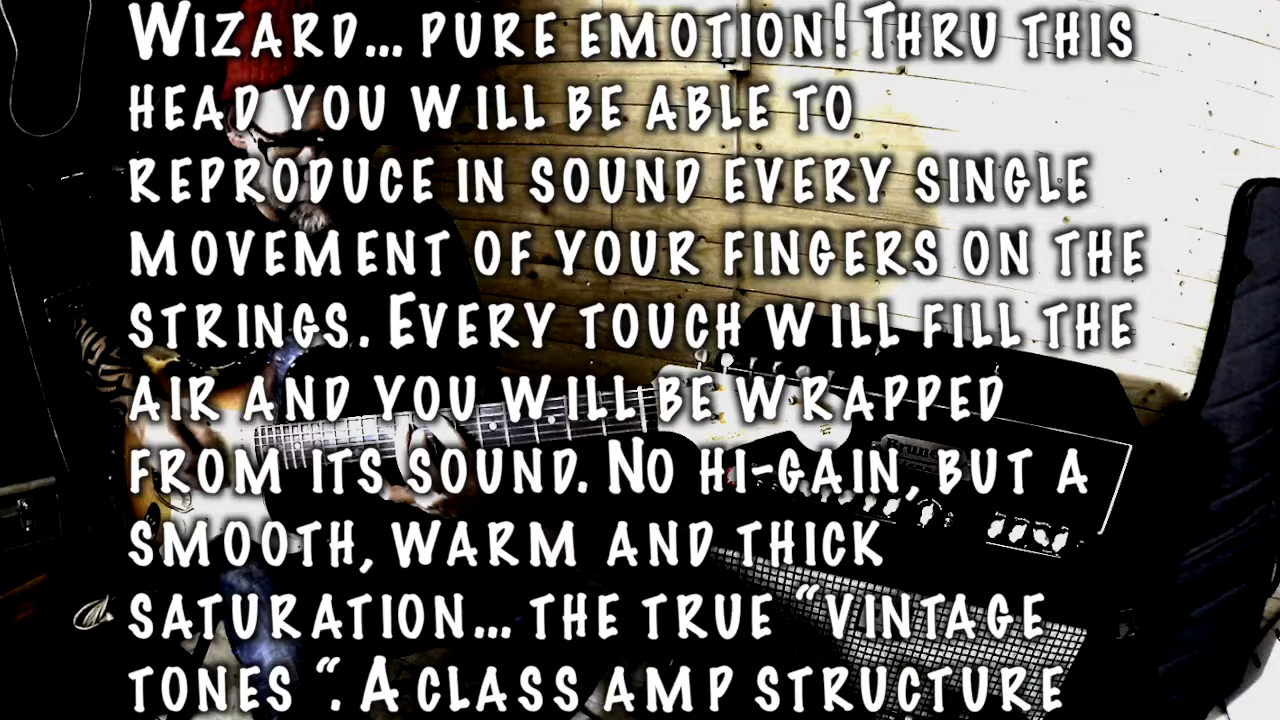 Wizard... pure emotion! Thru this
head you will be able to
reproduce in sound every single
movement of your fingers on the
strings. Every touch will fill the
air and you will be wrapped
from its sound. No hi-gain, but a
smooth, warm and thick
saturation... the true “vintage
tones “. A class amp structure